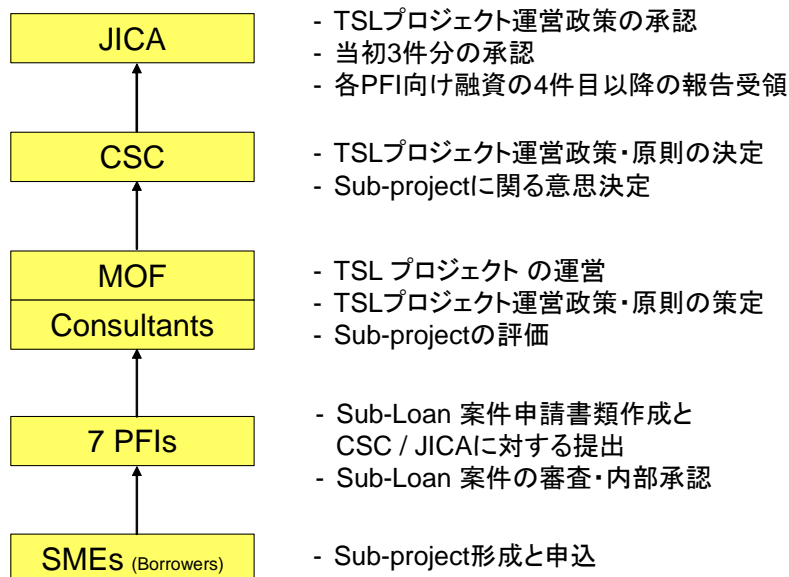 JICA
- TSLプロジェクト運営政策の承認
- 当初3件分の承認
- 各PFI向け融資の4件目以降の報告受領
CSC
- TSLプロジェクト運営政策・原則の決定
- Sub-projectに関る意思決定
MOF
Consultants
- TSL プロジェクト の運営
- TSLプロジェクト運営政策・原則の策定
- Sub-projectの評価
7 PFIs
- Sub-Loan 案件申請書類作成と
CSC / JICAに対する提出
- Sub-Loan 案件の審査・内部承認
SMEs (Borrowers)
- Sub-project形成と申込